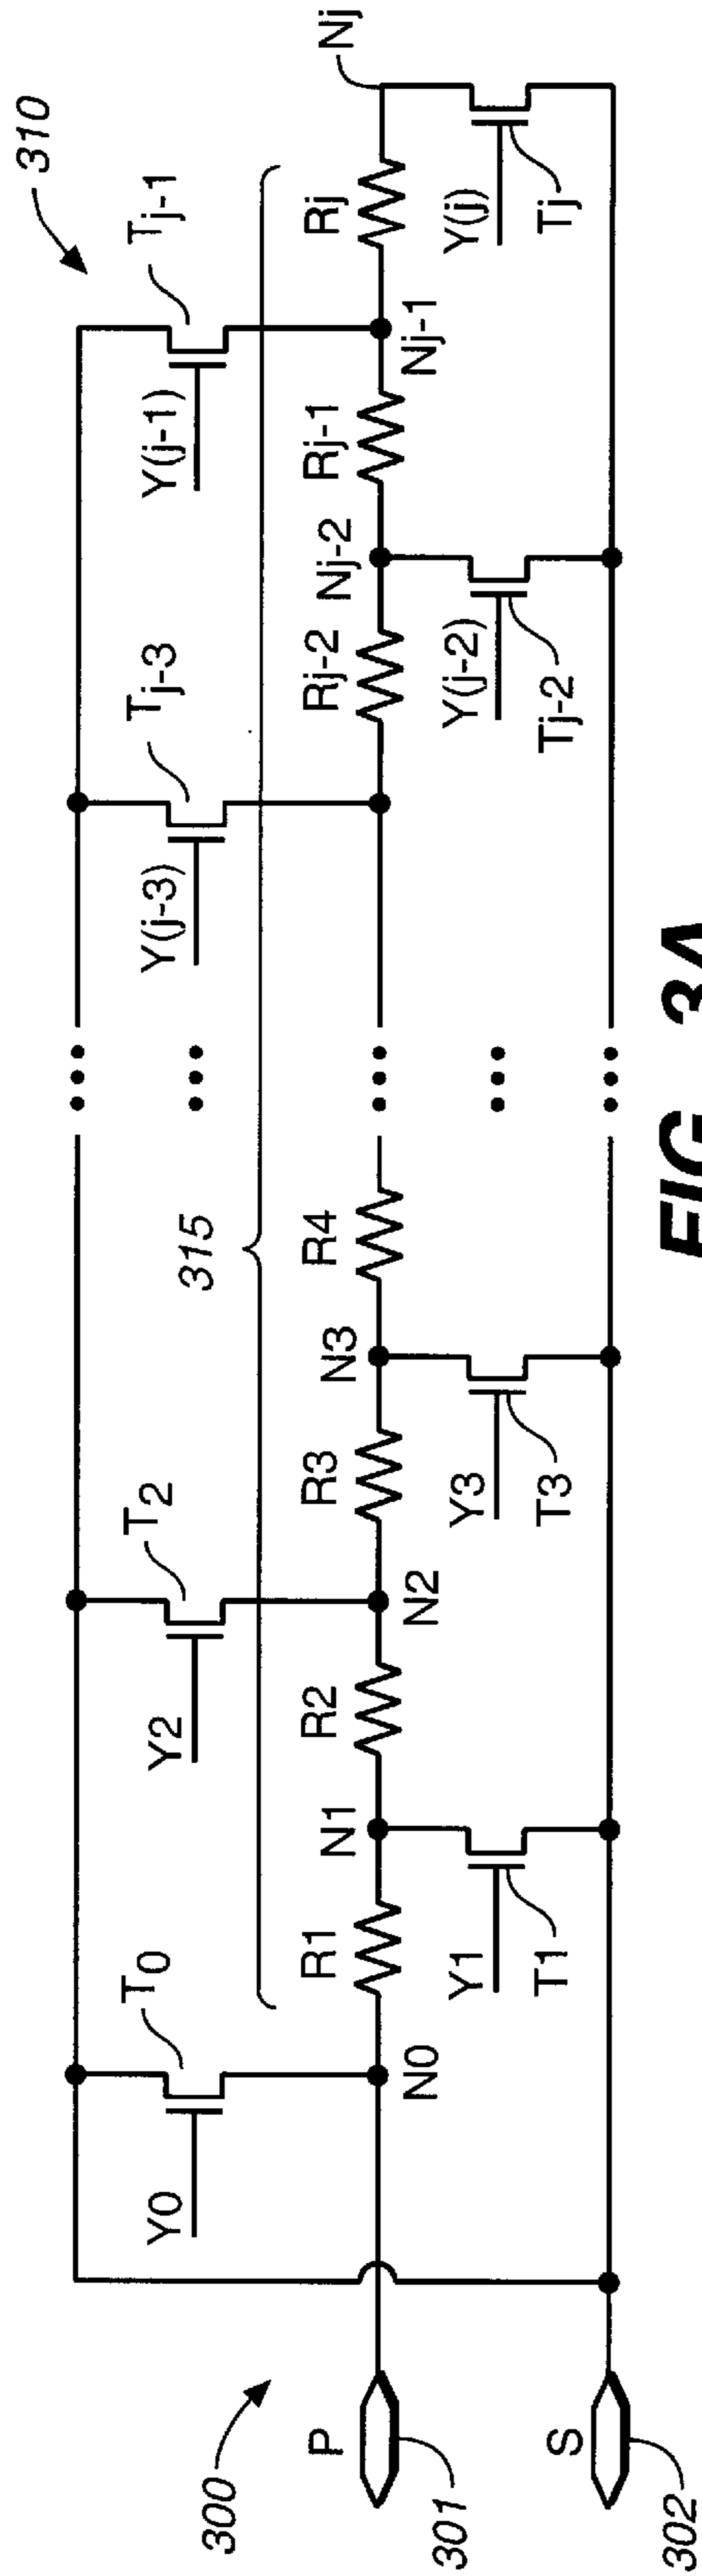 310
T0
T2
Tj-3
Tj-1
Y0
Y2
Y(j-3)
Y(j-1)
315
300
P
301
N0
R1
N1
R2
N2
R3
N3
R4
Rj-2
Nj-2
Rj-1
Nj-1
Rj
Nj
Y1
T1
Y3
T3
Y(j-2)
Tj-2
Y(j)
Tj
S
302
FIG._3A